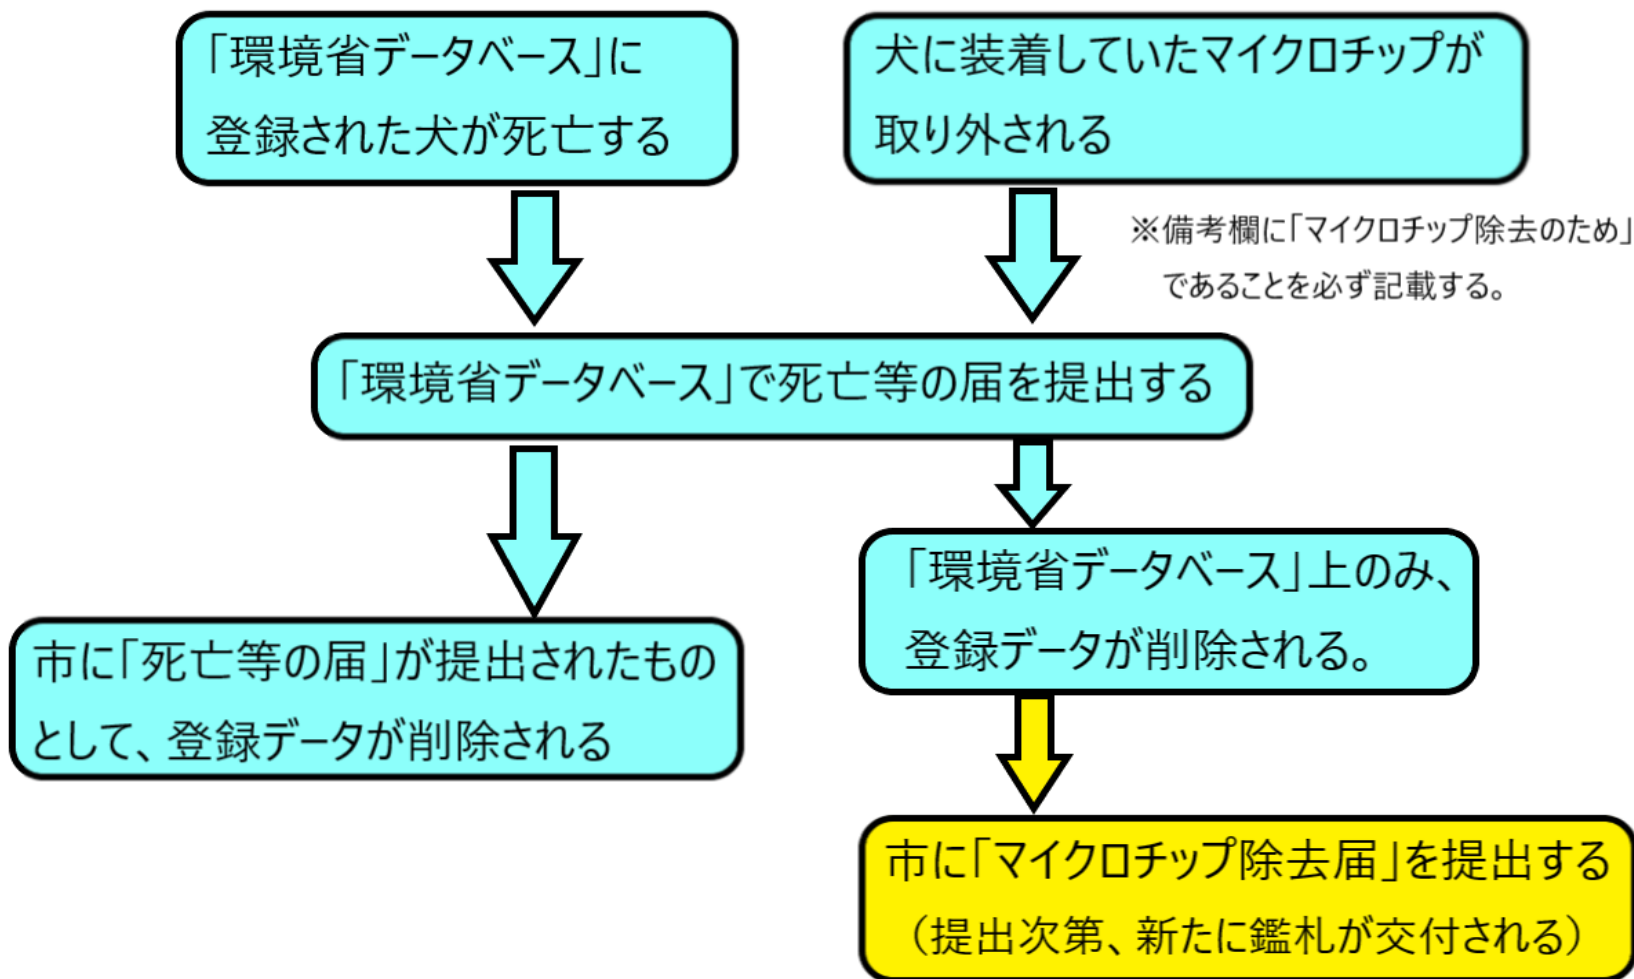 「環境省データベース」に
登録された犬が死亡する
犬に装着していたマイクロチップが
取り外される
※備考欄に「マイクロチップ除去のため」
であることを必ず記載する。
「環境省データベース」で死亡等の届を提出する
市に「死亡等の届」が提出されたもの
として、登録データが削除される
「環境省データベース」上のみ、
登録データが削除される。
市に「マイクロチップ除去届」を提出する
（提出次第、新たに鑑札が交付される）